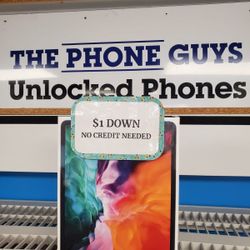 THE PHONE GUYS
Unlocked Phones
$1 DOWN
NO CREDIT NEEDED